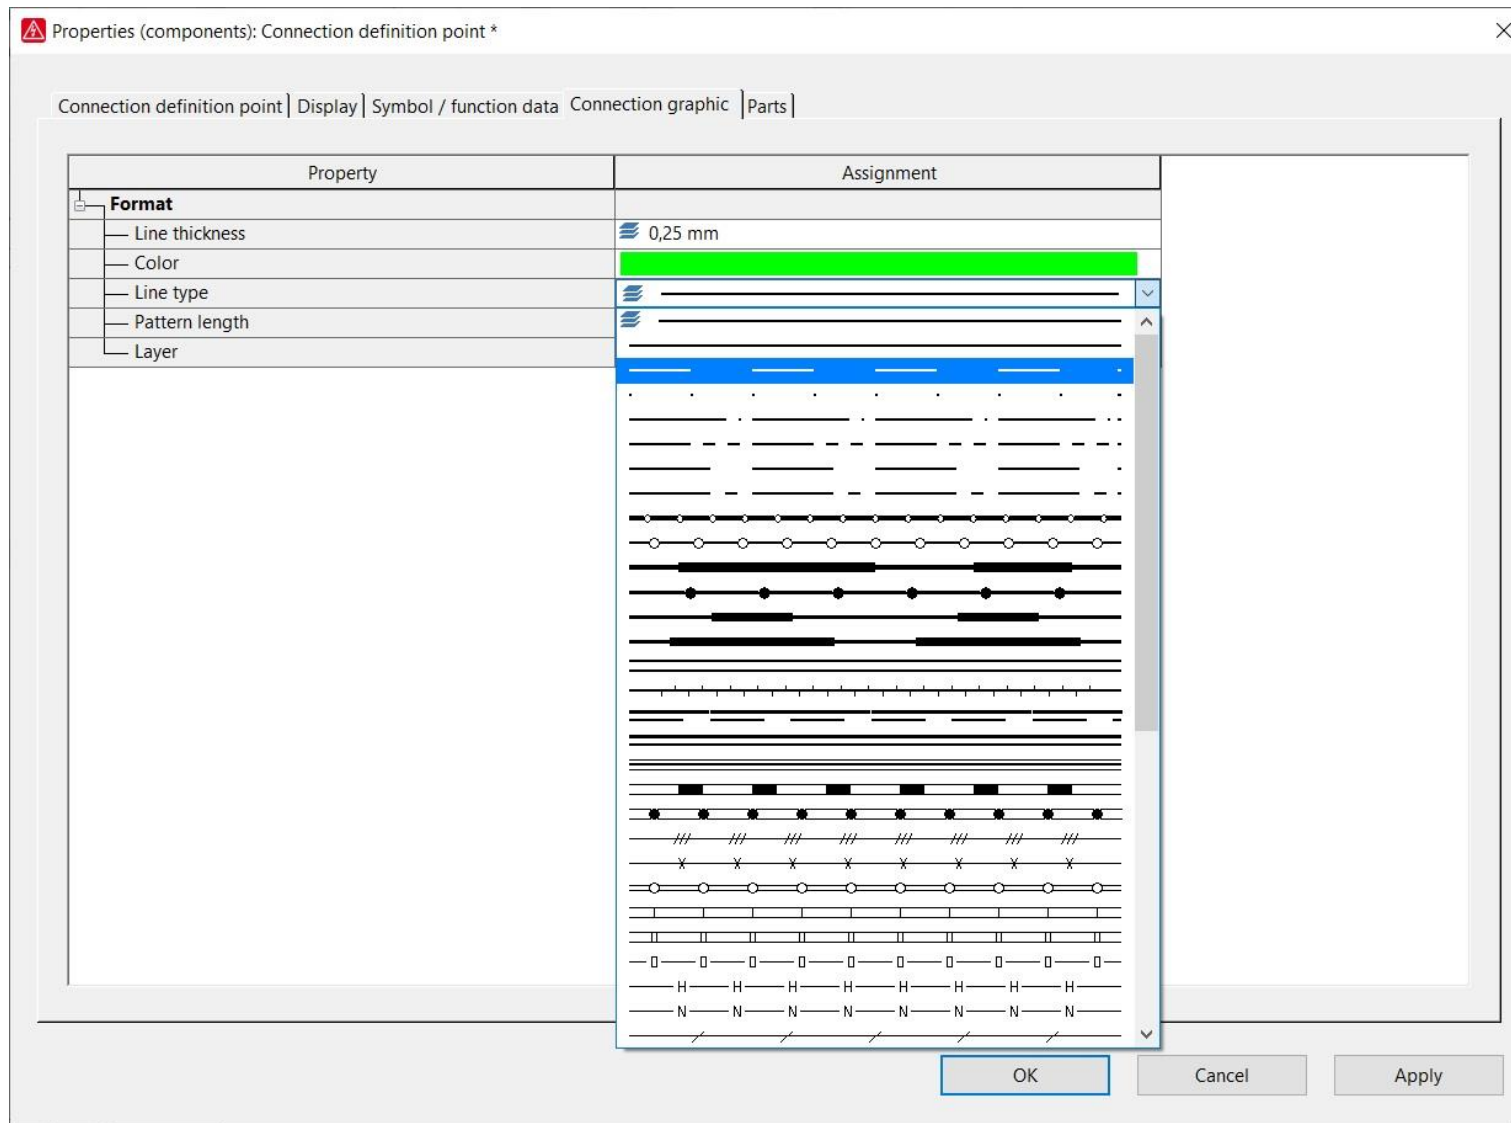 Properties (components): Connection definition point *
Connection definition point Display Symbol / function data Connection graphic Parts
Property Assignment
Format
Line thickness 0,25 mm
Color
Line type
Pattern length
Layer
H H H H H H H H
N N N N N N N N
OK Cancel Apply